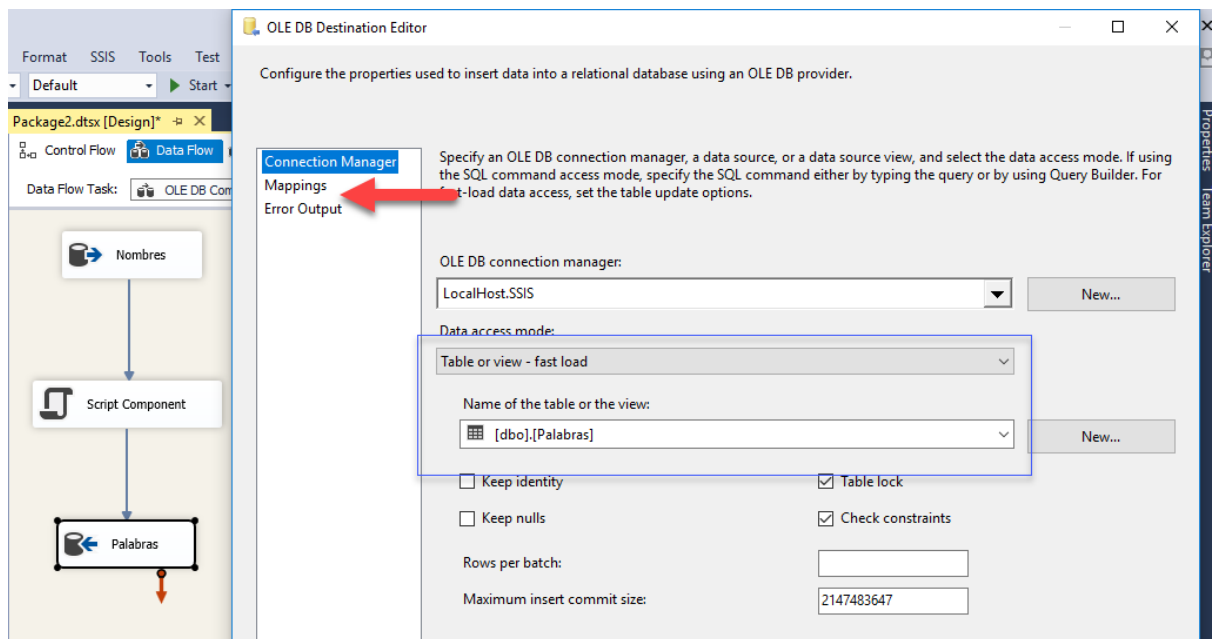 OLE DB Destination Editor
Format SSIS Tools Test
Default Start
Configure the properties used to insert data into a relational database using an OLE DB provider.
Package2.dtsx [Design]*
Control Flow Data Flow
Data Flow Task: OLE DB Com
Nombres
Script Component
Palabras
Connection Manager
Mappings
Error Output
Specify an OLE DB connection manager, a data source, or a data source view, and select the data access mode. If using
the SQL command access mode, specify the SQL command either by typing the query or by using Query Builder. For
fast-load data access, set the table update options.
OLE DB connection manager:
LocalHost.SSIS
New...
Data access mode:
Table or view - fast load
Name of the table or the view:
[dbo].[Palabras]
New...
Keep identity
Table lock
Keep nulls
Check constraints
Rows per batch:
Maximum insert commit size:
2147483647
Properties
Team Explorer